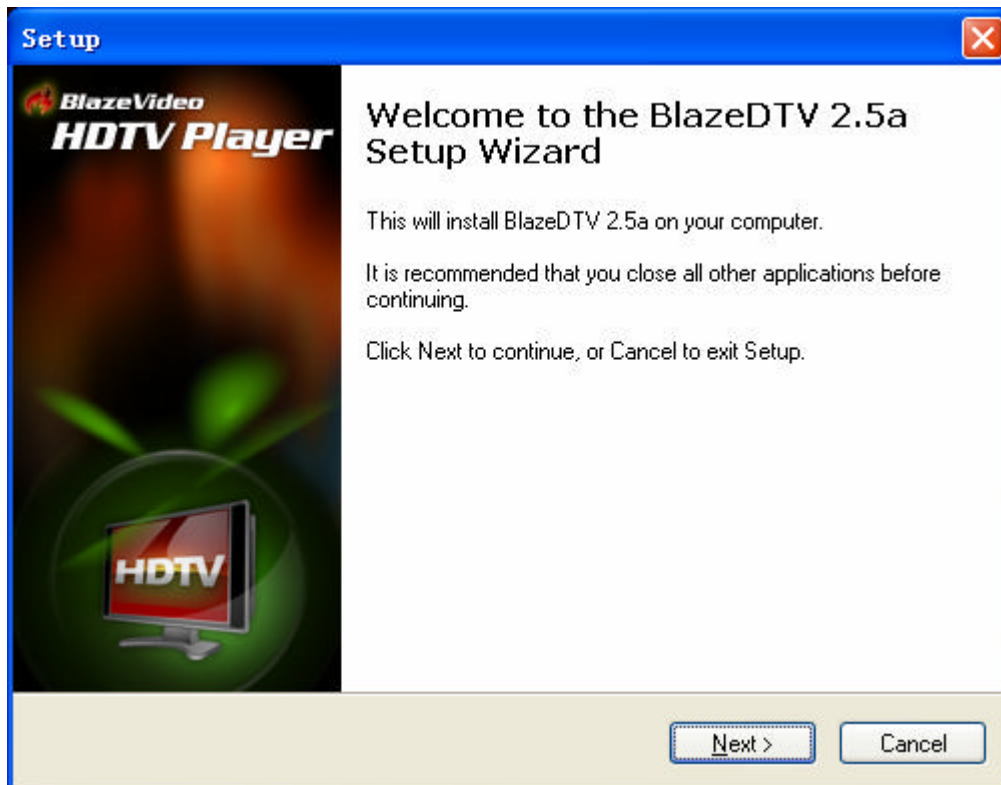 Setup
BlazeVideo
HDTV Player
Welcome to the BlazeDTV 2.5a
Setup Wizard
This will install BlazeDTV 2.5a on your computer.
It is recommended that you close all other applications before
continuing.
Click Next to continue, or Cancel to exit Setup.
HDTV
Next >
Cancel